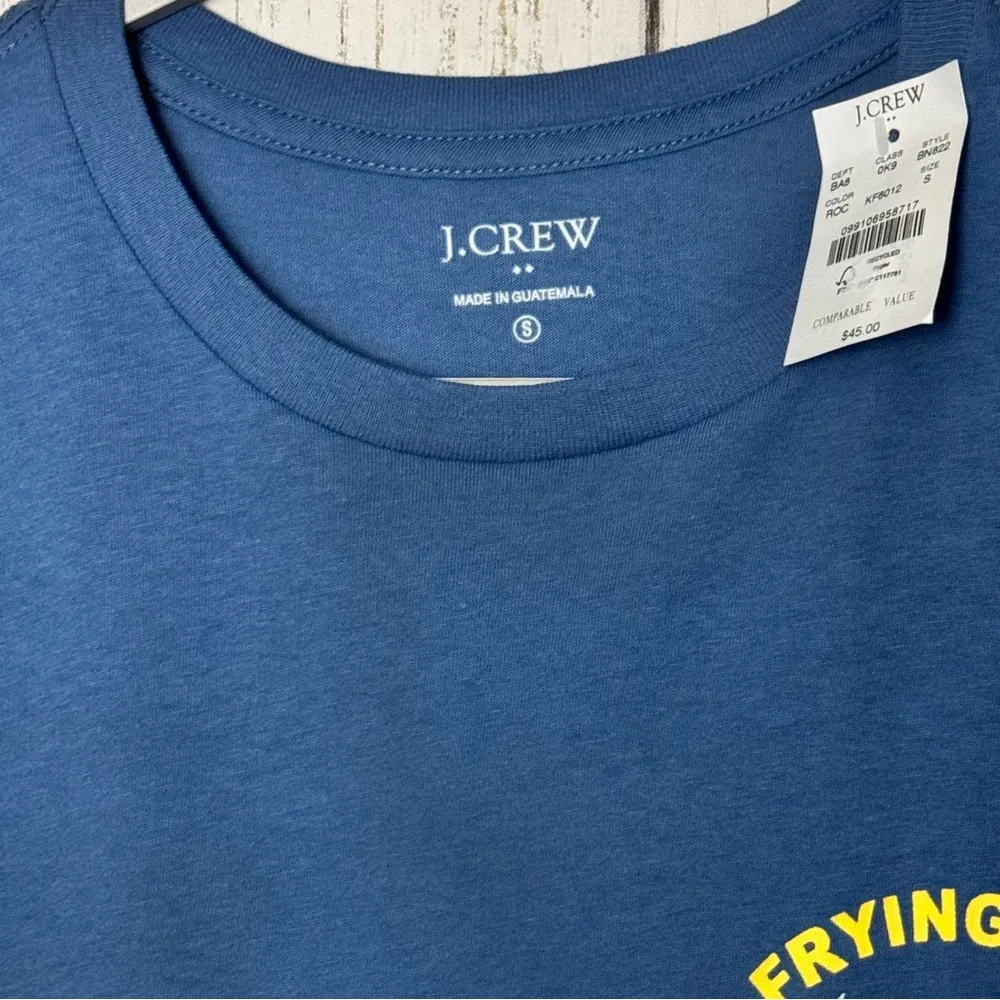 J.CREW
MADE IN GUATEMALA
S
J.CREW
DEPT CLASS STYLE
BA8 0K9 BN822
COLOR SIZE
ROC KF6012 S
099106958717
RECYCLED
COMPARABLE VALUE
$45.00
FRYING